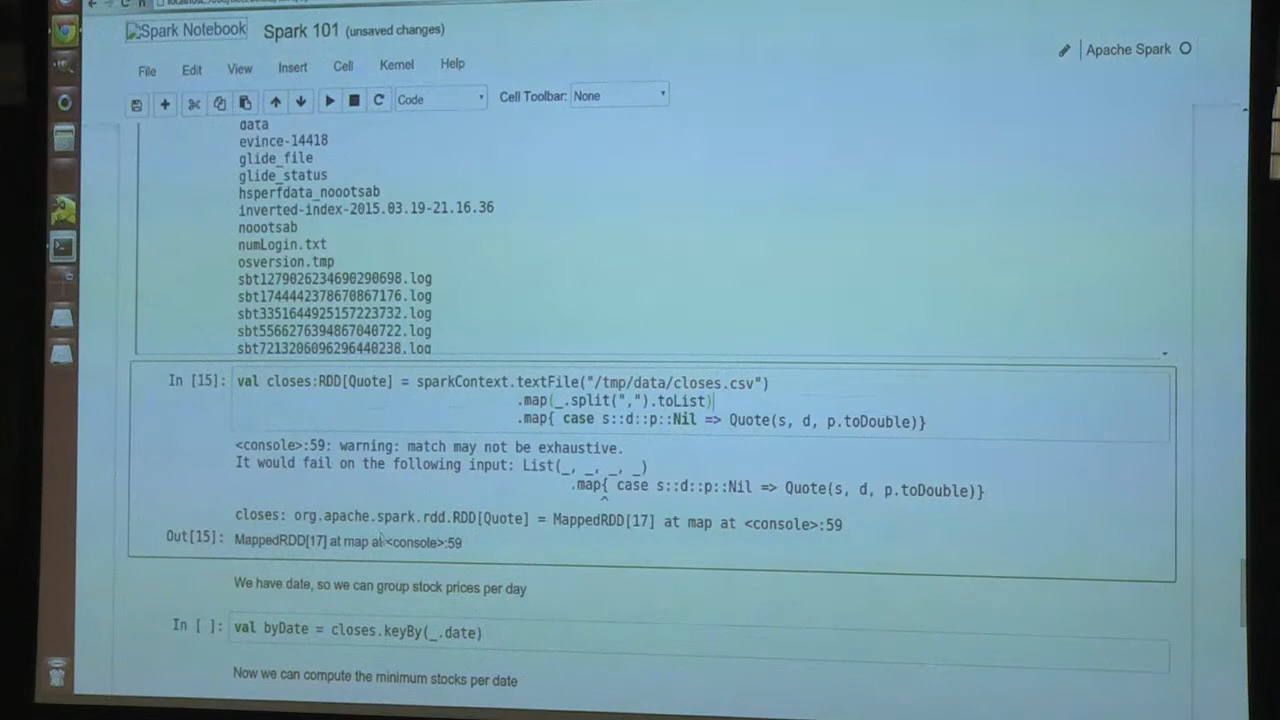 Spark Notebook Spark 101 (unsaved changes)
Apache Spark
File Edit View Insert Cell Kernel Help
Code Cell Toolbar: None
data
evince-14418
glide_file
glide_status
hsperfdata_noootsab
inverted-index-2015.03.19-21.16.36
noootsab
numLogin.txt
osversion.tmp
sbt1279026234690290698.log
sbt1744442378670867176.log
sbt3351644925157223732.log
sbt5566276394867040722.log
sbt7213206096296440238.log
In [15]: val closes:RDD[Quote] = sparkContext.textFile("/tmp/data/closes.csv")
.map(_.split(",").toList)
.map{ case s::d::p::Nil => Quote(s, d, p.toDouble)}
<console>:59: warning: match may not be exhaustive.
It would fail on the following input: List(_, _, _, _)
.map{ case s::d::p::Nil => Quote(s, d, p.toDouble)}
^
closes: org.apache.spark.rdd.RDD[Quote] = MappedRDD[17] at map at <console>:59
Out[15]: MappedRDD[17] at map at <console>:59
We have date, so we can group stock prices per day
In [ ]: val byDate = closes.keyBy(_.date)
Now we can compute the minimum stocks per date